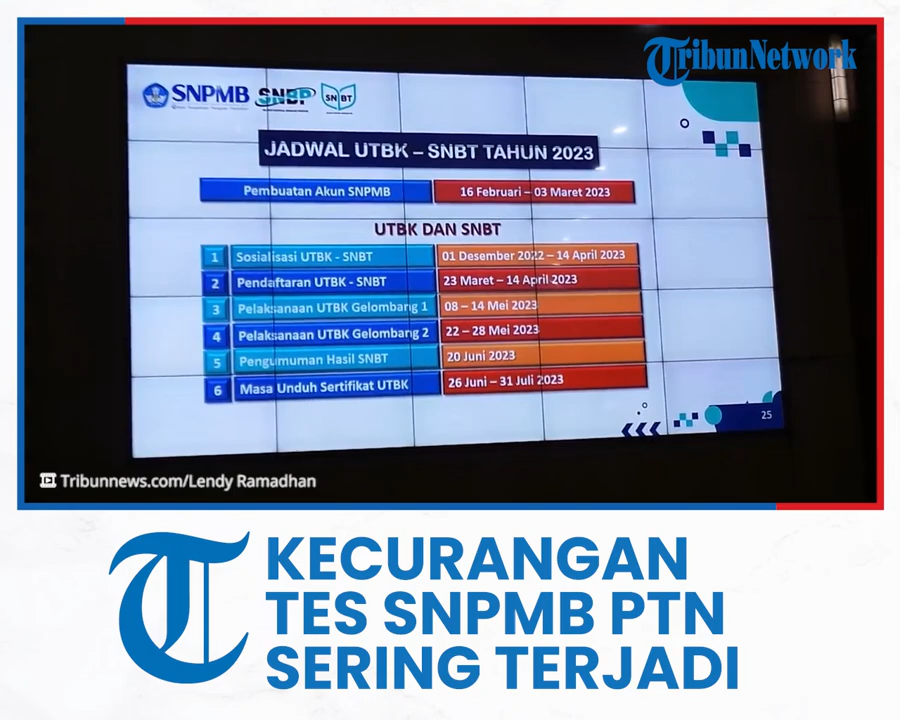 TribunNetwork
SNPMB SNBP SNBT
JADWAL UTBK – SNBT TAHUN 2023
Pembuatan Akun SNPMB 16 Februari – 03 Maret 2023
UTBK DAN SNBT
1 Sosialisasi UTBK - SNBT 01 Desember 2022 – 14 April 2023
2 Pendaftaran UTBK - SNBT 23 Maret – 14 April 2023
3 Pelaksanaan UTBK Gelombang 1 08 – 14 Mei 2023
4 Pelaksanaan UTBK Gelombang 2 22 – 28 Mei 2023
5 Pengumuman Hasil SNBT 20 Juni 2023
6 Masa Unduh Sertifikat UTBK 26 Juni – 31 Juli 2023
25
Tribunnews.com/Lendy Ramadhan
T KECURANGAN
TES SNPMB PTN
SERING TERJADI